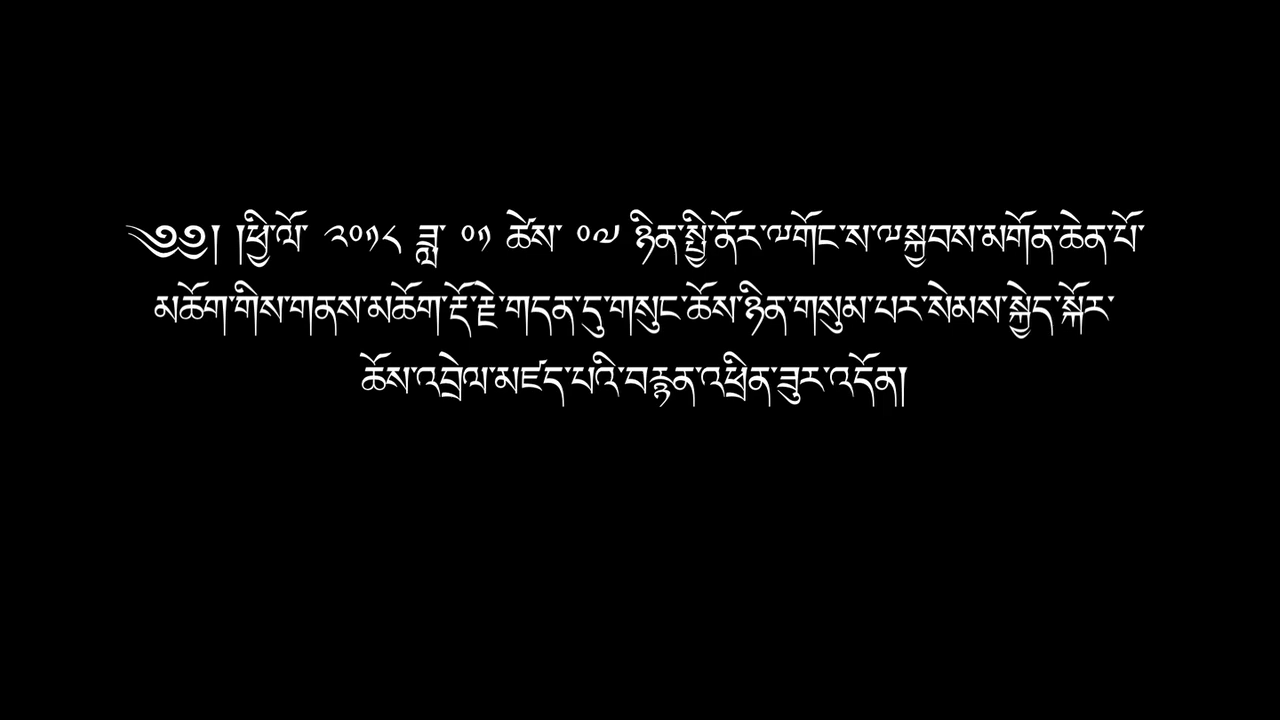 ༄༅། །ཕྱི་ལོ་ ༢༠༡༨ ཟླ་ ༠༡ ཚེས་ ༠༧ ཉིན་སྤྱི་ནོར་༸གོང་ས་༸སྐྱབས་མགོན་ཆེན་པོ་
མཆོག་གིས་གནས་མཆོག་རྡོ་རྗེ་གདན་དུ་གསུང་ཆོས་ཉིན་གསུམ་པར་སེམས་སྐྱེད་སྐོར་
ཆོས་འབྲེལ་མཛད་པའི་བརྙན་འཕྲིན་ཟུར་འདོན།